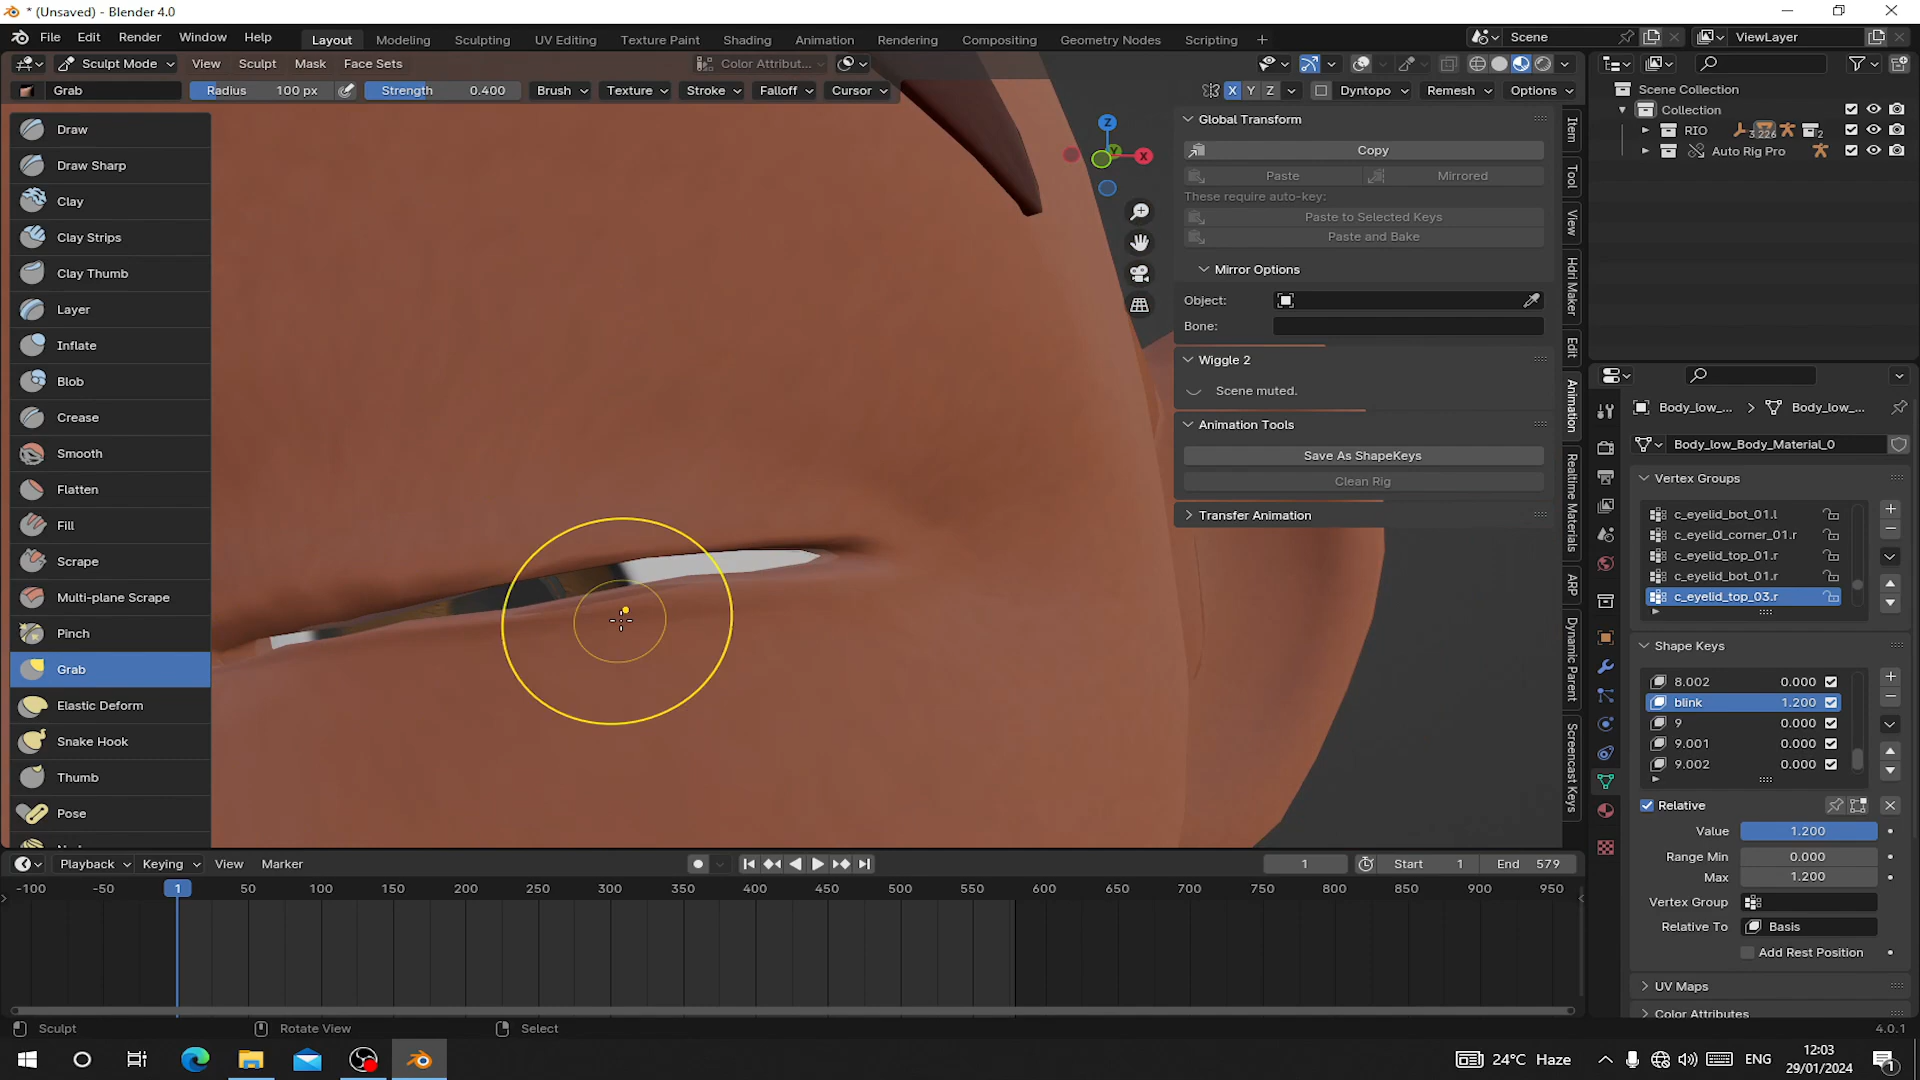 * (Unsaved) - Blender 4.0
File Edit Render Window Help
Layout Modeling Sculpting UV Editing Texture Paint Shading Animation Rendering Compositing Geometry Nodes Scripting
Scene ViewLayer
Sculpt Mode View Sculpt Mask Face Sets
Color Attribut...
Grab Radius 100 px Strength 0.400 Brush Texture Stroke Falloff Cursor
X Y Z Dyntopo Remesh Options
Draw
Draw Sharp
Clay
Clay Strips
Clay Thumb
Layer
Inflate
Blob
Crease
Smooth
Flatten
Fill
Scrape
Multi-plane Scrape
Pinch
Grab
Elastic Deform
Snake Hook
Thumb
Pose
Z
X
Global Transform
Copy
Paste Mirrored
These require auto-key:
Paste to Selected Keys
Paste and Bake
Mirror Options
Object:
Bone:
Wiggle 2
Scene muted.
Animation Tools
Save As ShapeKeys
Clean Rig
Transfer Animation
Item
Tool
View
Hdri Maker
Edit
Animation
Realtime Materials
ARP
Dynamic Parent
Screencast Keys
Scene Collection
Collection
RIO 3 226 2
Auto Rig Pro
Body_low_... Body_low_...
Body_low_Body_Material_0
Vertex Groups
c_eyelid_bot_01.l
c_eyelid_corner_01.r
c_eyelid_top_01.r
c_eyelid_bot_01.r
c_eyelid_top_03.r
Shape Keys
8.002 0.000
blink 1.200
9 0.000
9.001 0.000
9.002 0.000
Relative
Value 1.200
Range Min 0.000
Max 1.200
Vertex Group
Relative To Basis
Add Rest Position
UV Maps
Color Attributes
Playback Keying View Marker
1 Start 1 End 579
-100 -50 1 50 100 150 200 250 300 350 400 450 500 550 600 650 700 750 800 850 900 950
Sculpt Rotate View Select
4.0.1
24°C Haze
ENG
12:03
29/01/2024
1